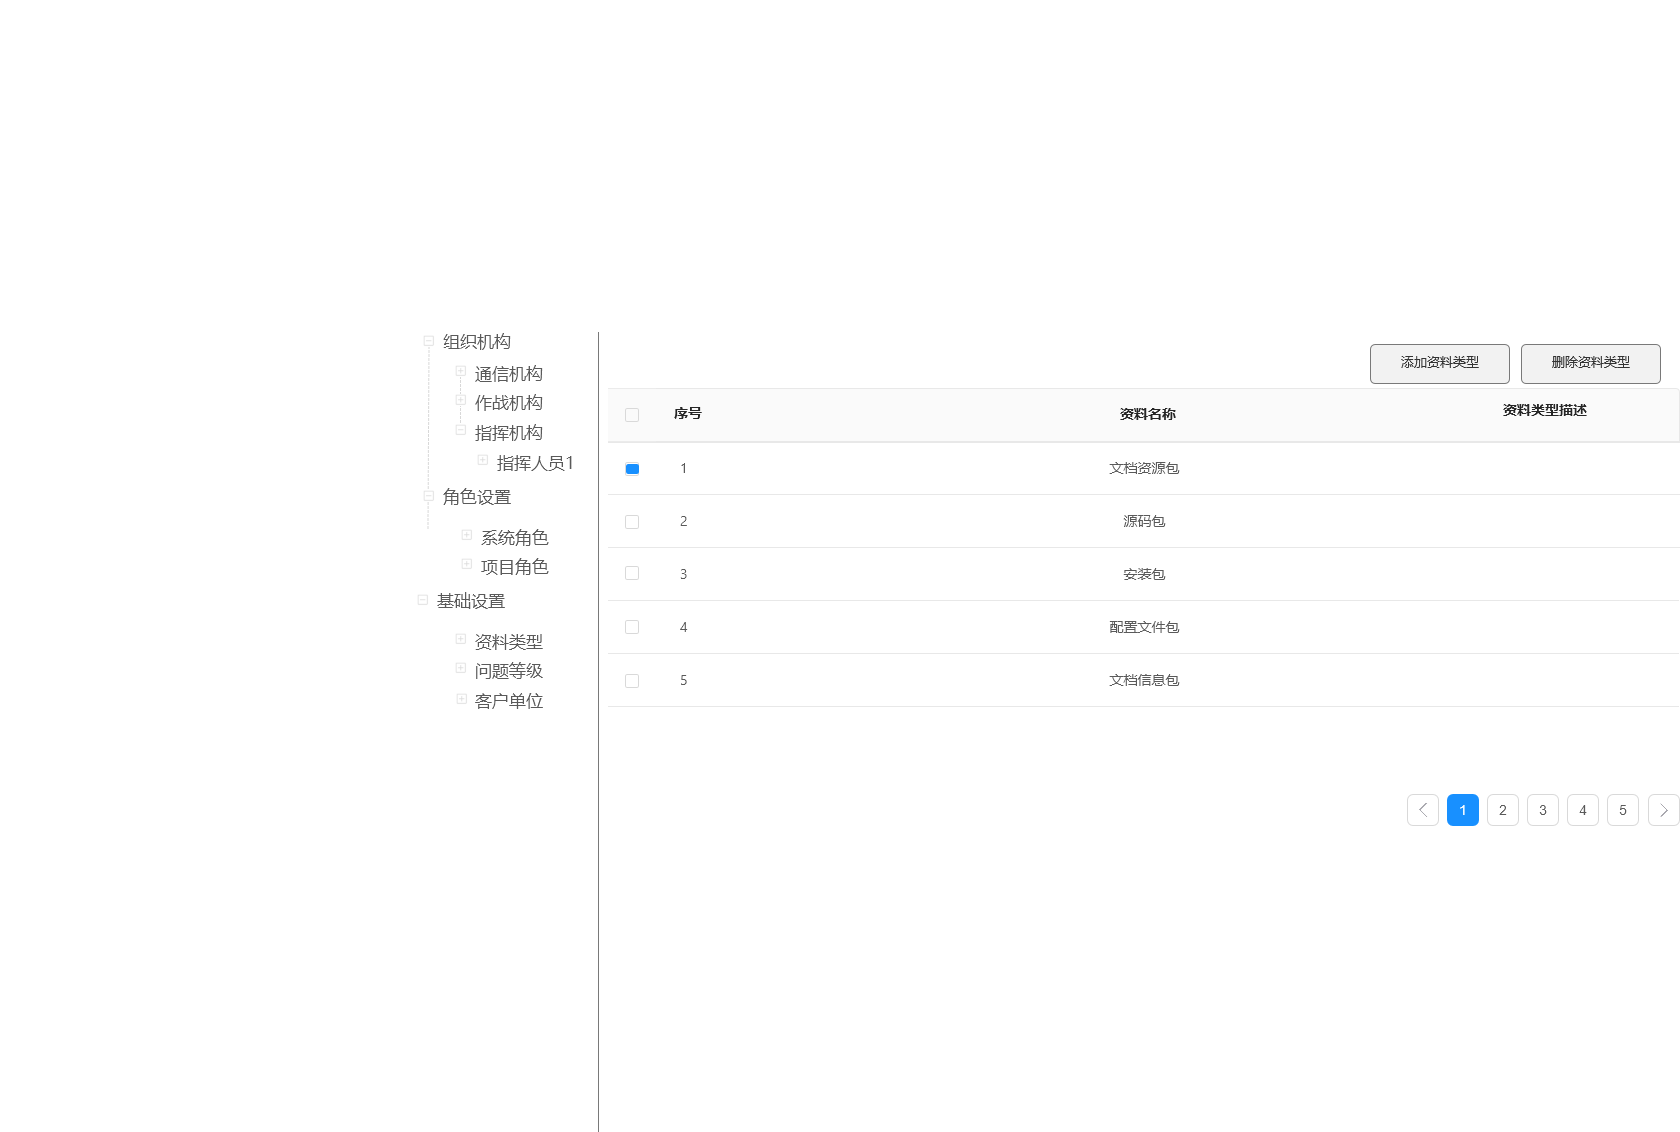 组织机构
通信机构
作战机构
指挥机构
指挥人员1
角色设置
系统角色
项目角色
基础设置
资料类型
问题等级
客户单位
添加资料类型 删除资料类型
序号 资料名称 资料类型描述
1 文档资源包
2 源码包
3 安装包
4 配置文件包
5 文档信息包
1 2 3 4 5